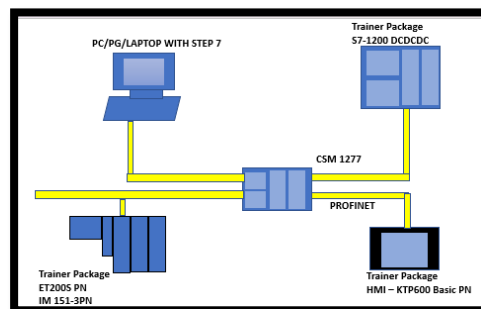 Trainer Package
S7-1200 DCDCDC
PC/PG/LAPTOP WITH STEP 7
CSM 1277
PROFINET
Trainer Package
ET200S PN
IM 151-3PN
Trainer Package
HMI – KTP600 Basic PN